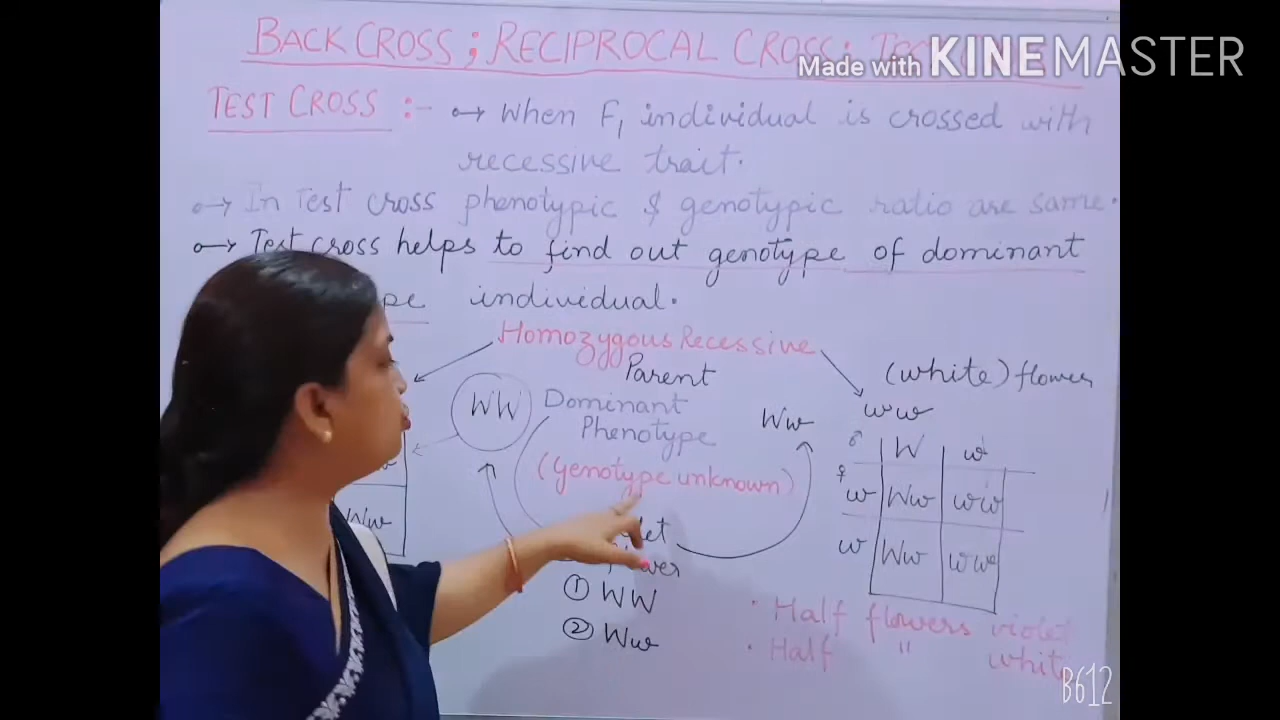 BACK CROSS ; RECIPROCAL CROSS ;
Made with KINEMASTER
TEST CROSS :- → When F1 individual is crossed with
recessive trait.
→ In Test cross phenotypic & genotypic ratio are same.
→ Test cross helps to find out genotype of dominant
individual.
Homozygous Recessive
Parent
(white) flower
WW
Dominant
Phenotype
(Genotype unknown)
Ww
ww
♂ W w
♀ w Ww ww
w Ww ww
Ww
① WW
② Ww
• Half flowers violet
• Half " white
B612